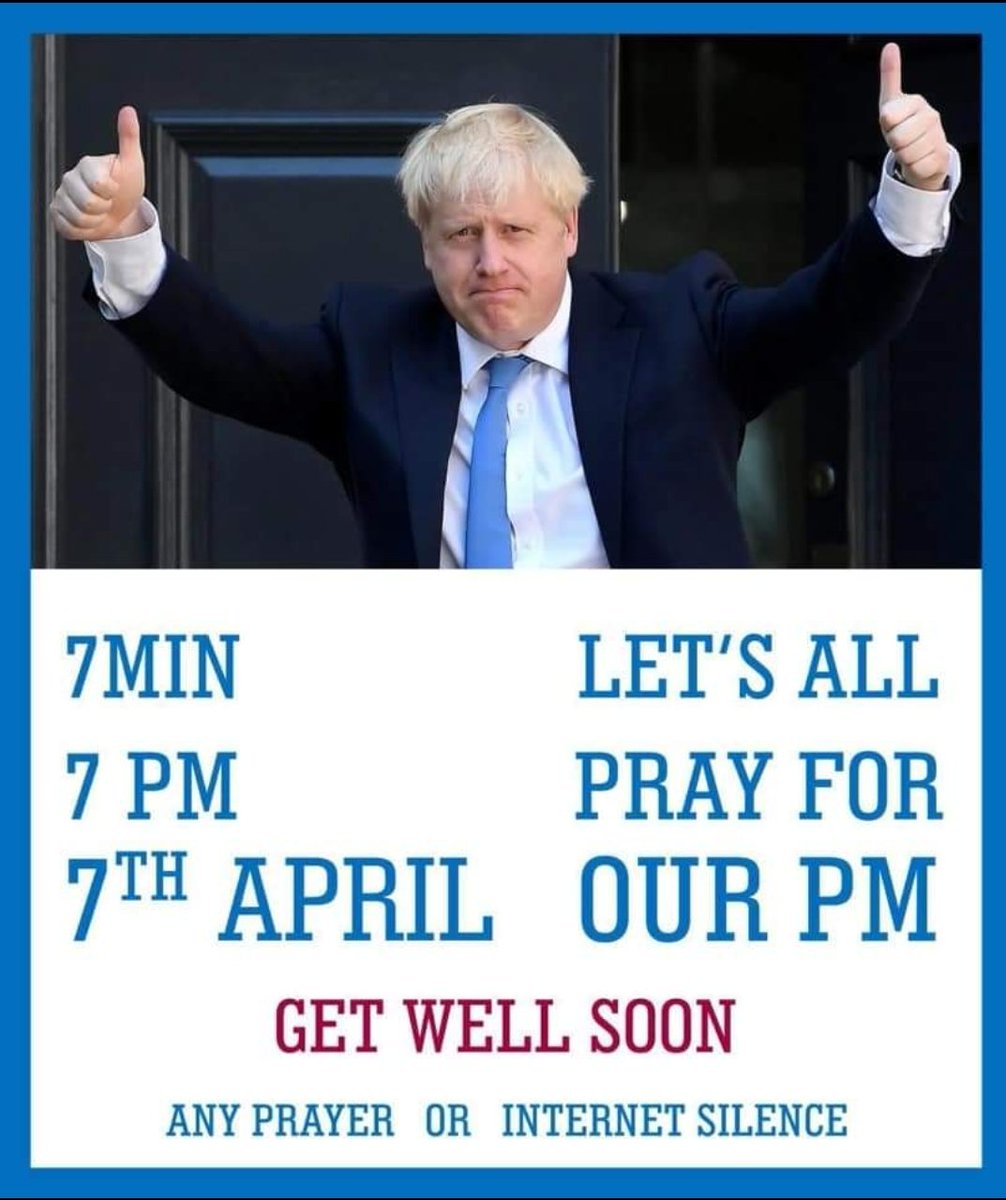 7MIN
7 PM
7TH APRIL
LET'S ALL
PRAY FOR
OUR PM
GET WELL SOON
ANY PRAYER OR INTERNET SILENCE